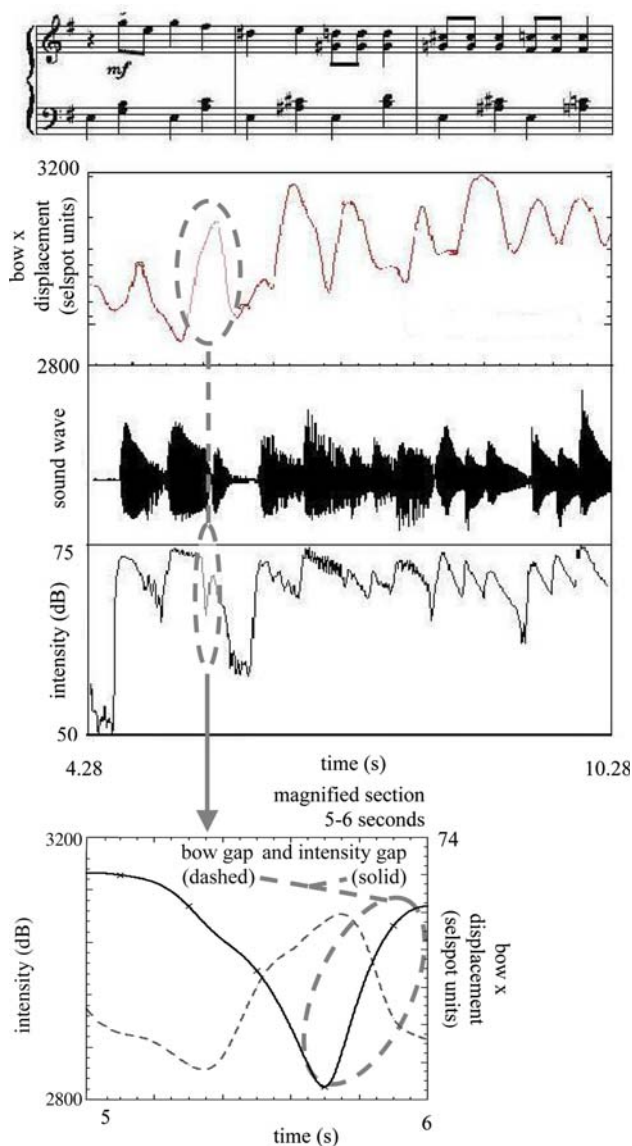 mf
3200
bow x
displacement
(selspot units)
2800
sound wave
75
intensity (dB)
50
4.28
time (s)
10.28
magnified section
5-6 seconds
3200
74
bow gap and intensity gap
(dashed) (solid)
intensity (dB)
bow x
displacement
(selspot units)
2800
5
6
time (s)